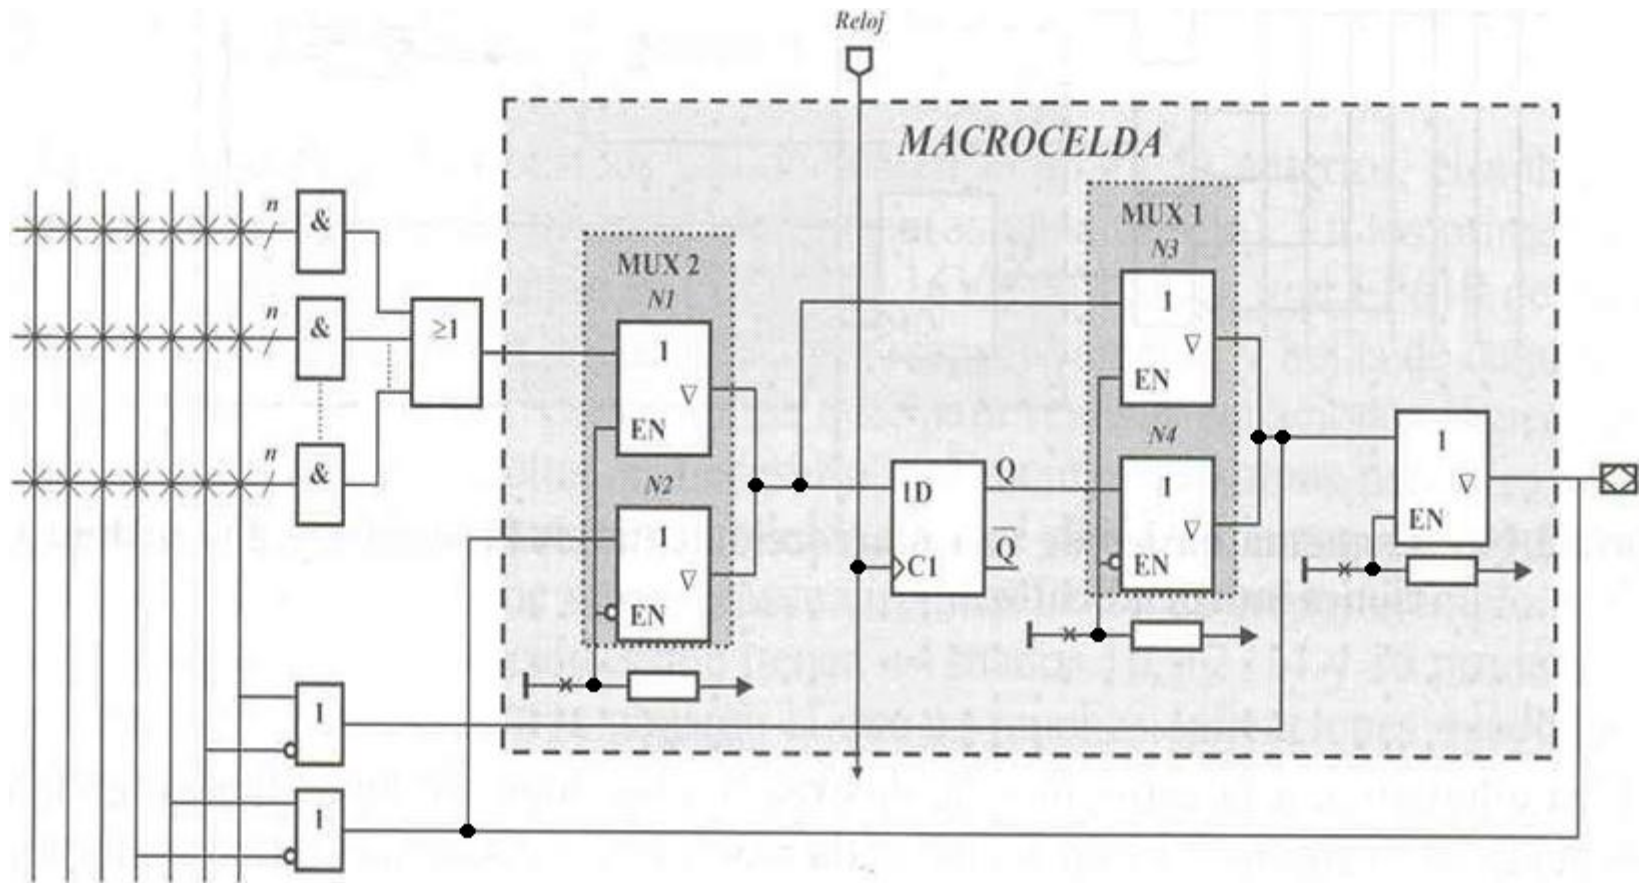 Reloj
MACROCELDA
n
&
n
&
n
&
≥1
MUX 2
N1
1
▽
EN
N2
1
▽
EN
1D
C1
Q
Q̅
MUX 1
N3
1
▽
EN
N4
1
▽
EN
1
▽
EN
1
1